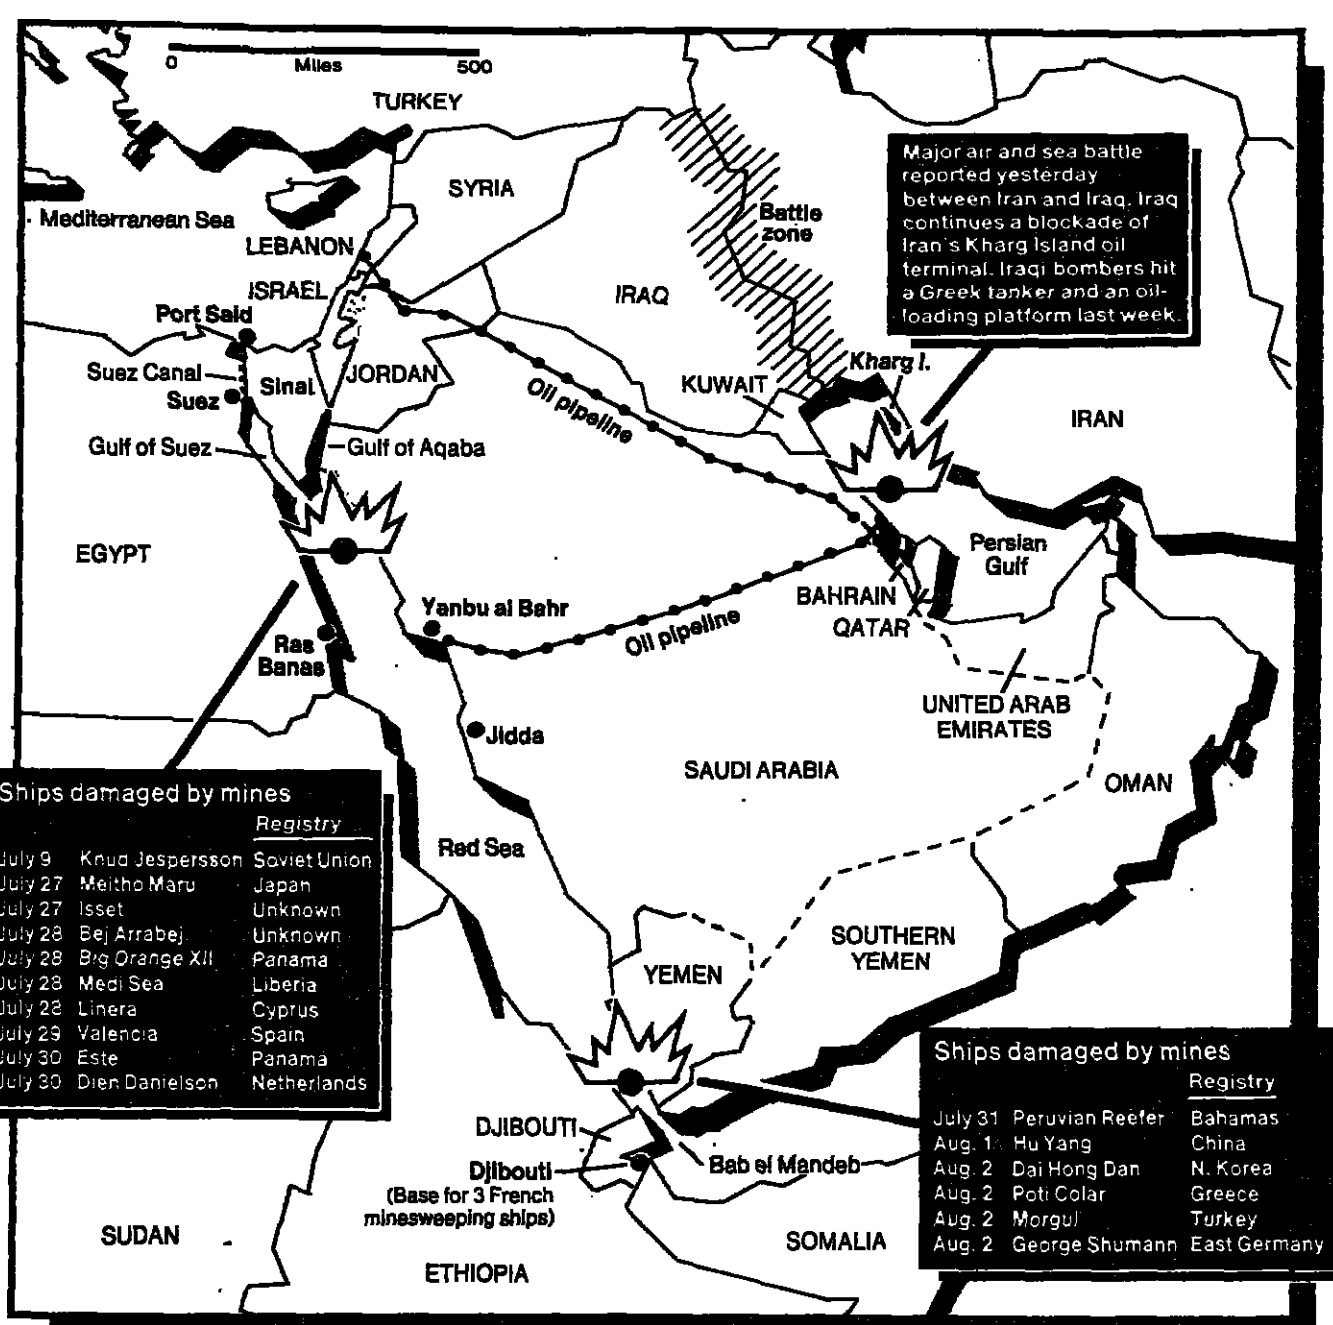 0 Miles 500
TURKEY
SYRIA
Mediterranean Sea
LEBANON
ISRAEL
Port Said
Suez Canal
Sinai
JORDAN
Suez
Gulf of Suez
Gulf of Aqaba
IRAQ
Battle
zone
Major air and sea battle
reported yesterday
between Iran and Iraq. Iraq
continues a blockade of
Iran's Kharg Island oil
terminal. Iraqi bombers hit
a Greek tanker and an oil-
loading platform last week.
Kharg I.
KUWAIT
IRAN
Oil pipeline
EGYPT
Persian
Gulf
BAHRAIN
QATAR
Yanbu al Bahr
Oil pipeline
Ras
Banas
UNITED ARAB
EMIRATES
Jidda
SAUDI ARABIA
OMAN
Ships damaged by mines
Registry
July 9 Knud Jespersson Soviet Union
July 27 Meitho Maru Japan
July 27 Isset Unknown
July 28 Bej Arrabej Unknown
July 28 Big Orange XII Panama
July 28 Medi Sea Liberia
July 28 Linera Cyprus
July 29 Valencia Spain
July 30 Este Panama
July 30 Dien Danielson Netherlands
Red Sea
SOUTHERN
YEMEN
YEMEN
Ships damaged by mines
Registry
July 31 Peruvian Reefer Bahamas
Aug. 1 Hu Yang China
Aug. 2 Dai Hong Dan N. Korea
Aug. 2 Poti Colar Greece
Aug. 2 Morgul Turkey
Aug. 2 George Shumann East Germany
DJIBOUTI
Djibouti
(Base for 3 French
minesweeping ships)
Bab el Mandeb
SUDAN
ETHIOPIA
SOMALIA